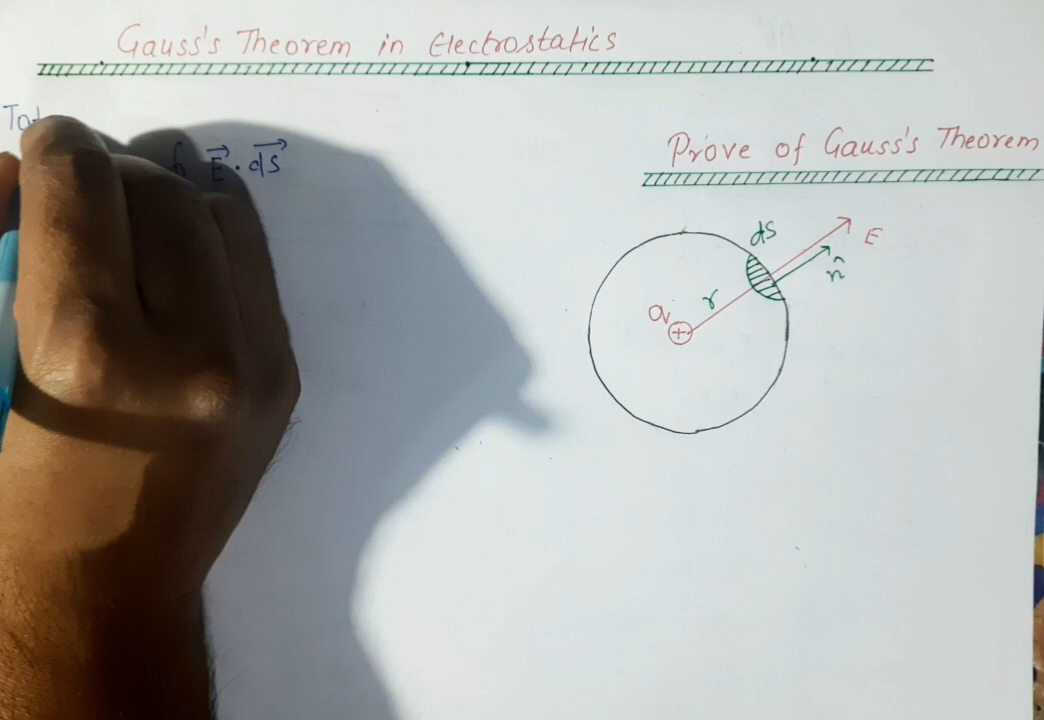 Gauss's Theorem in Electrostatics
∮ E⃗ · ds⃗
Prove of Gauss's Theorem
ds
E
n̂
r
q
+